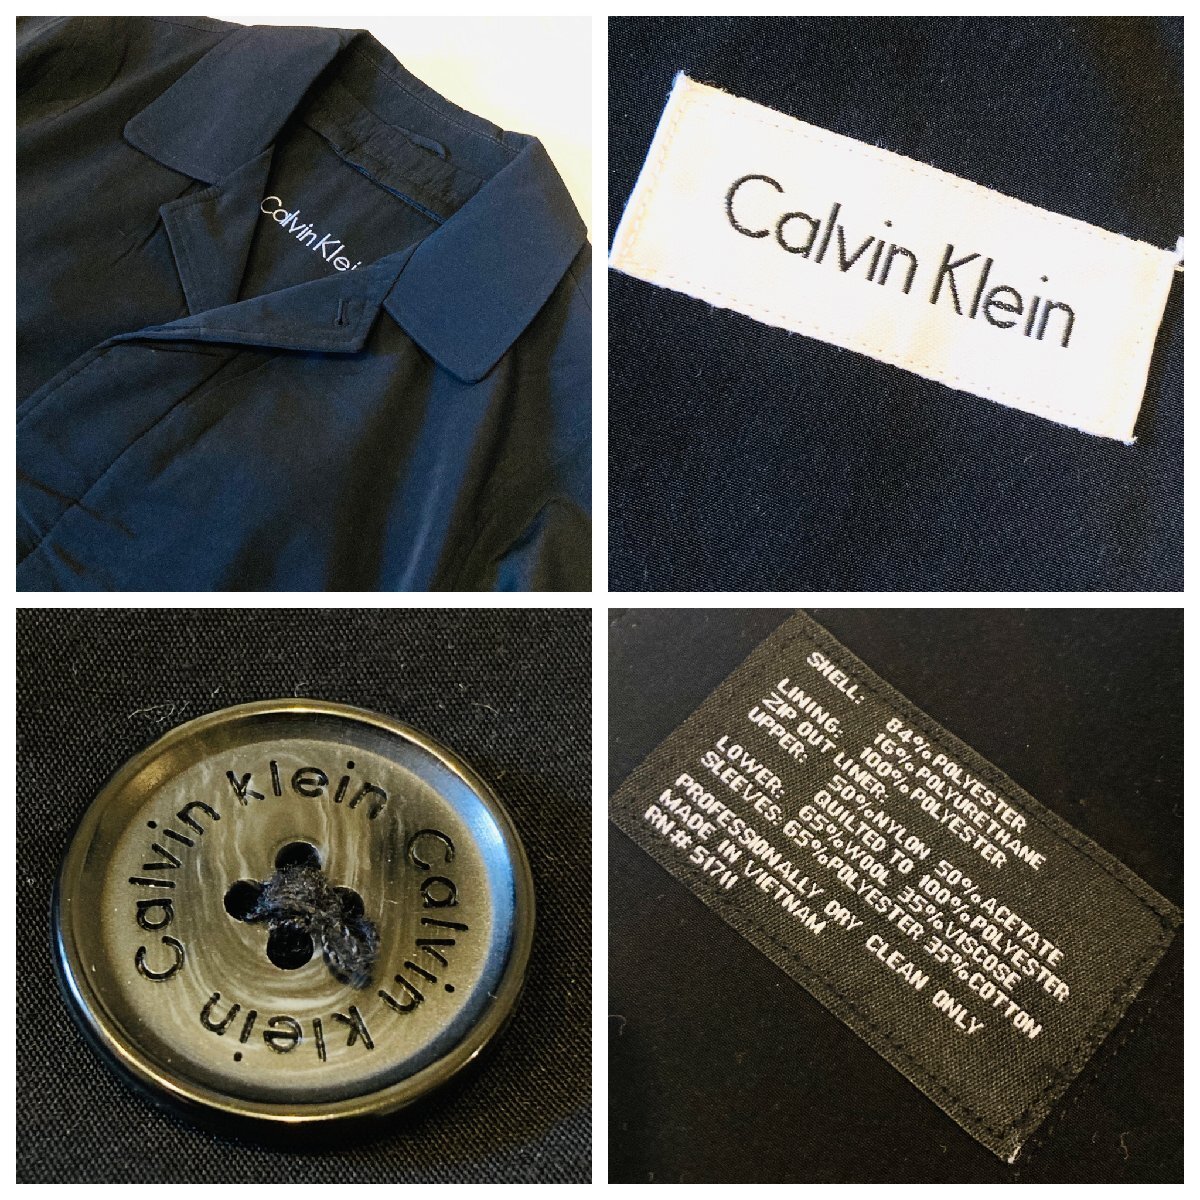 Calvin Klein
Calvin Klein
Calvin Klein Calvin Klein
SHELL: 84% POLYESTER
16% POLYURETHANE
LINING: 100% POLYESTER
ZIP OUT LINER:
UPPER: 50% NYLON 50% ACETATE
QUILTED TO 100% POLYESTER
LOWER: 65% WOOL 35% VISCOSE
SLEEVES: 65% POLYESTER 35% COTTON
PROFESSIONALLY DRY CLEAN ONLY
MADE IN VIETNAM
RN# 51711